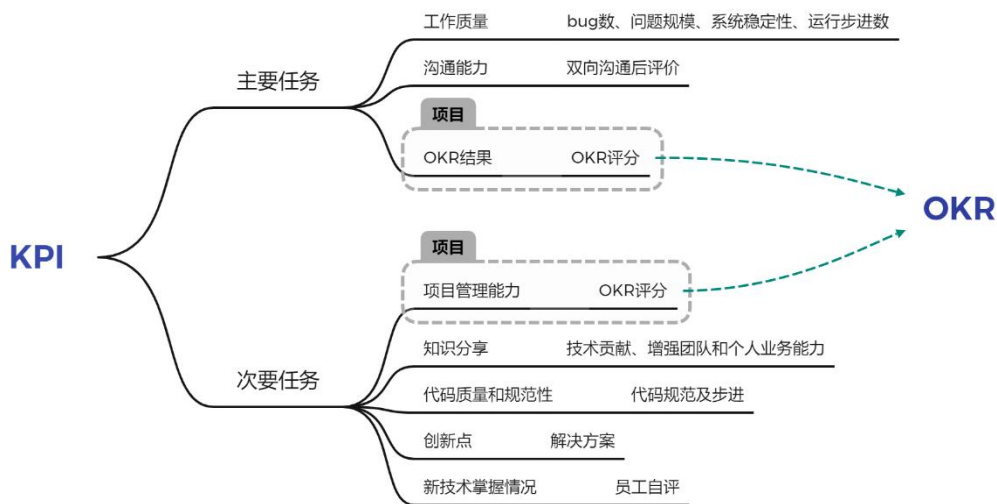 KPI
主要任务
工作质量 bug数、问题规模、系统稳定性、运行步进数
沟通能力 双向沟通后评价
项目
OKR结果 OKR评分
次要任务
项目
项目管理能力 OKR评分
知识分享 技术贡献、增强团队和个人业务能力
代码质量和规范性 代码规范及步进
创新点 解决方案
新技术掌握情况 员工自评
OKR